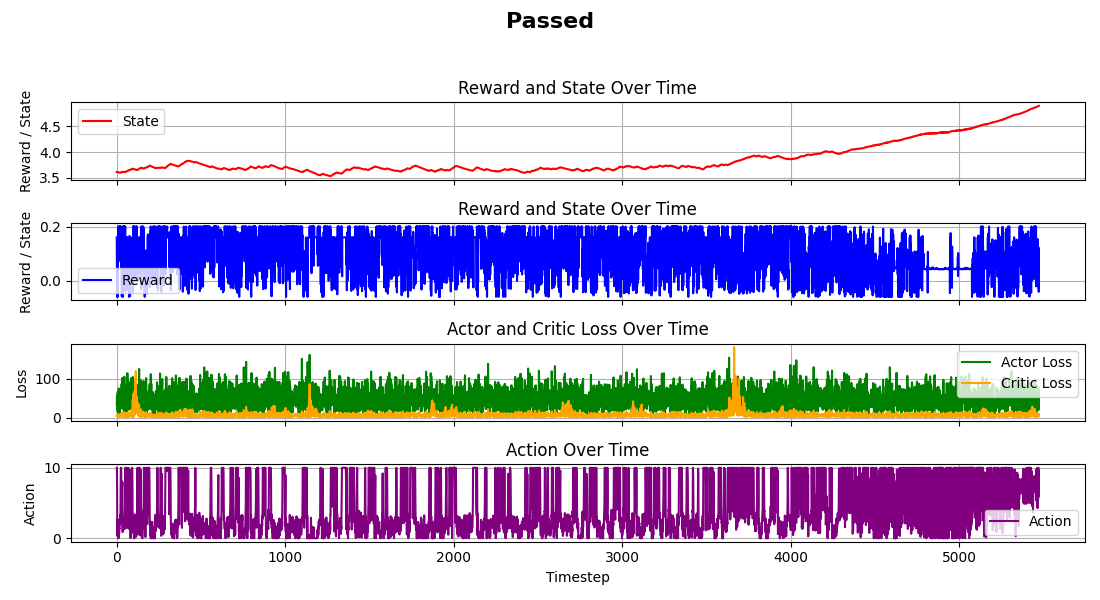 Passed
Reward and State Over Time
Reward / State
4.5
4.0
3.5
State
Reward and State Over Time
Reward / State
0.2
0.0
Reward
Actor and Critic Loss Over Time
Loss
100
0
Actor Loss
Critic Loss
Action Over Time
Action
10
0
Action
0 1000 2000 3000 4000 5000
Timestep